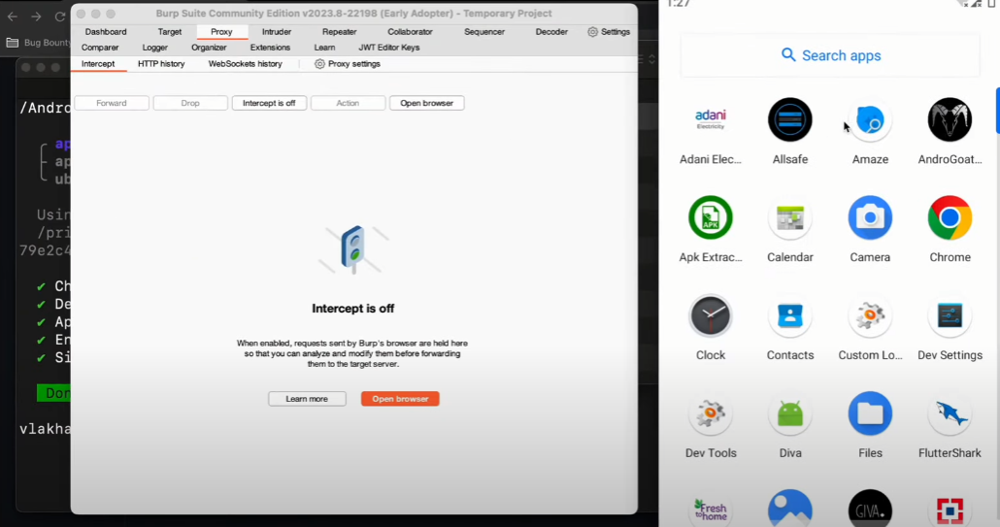 Bug Bounty
/Andro
ap
ap
ub
Usin
/pri
79e2c4
✔ Ch
✔ De
✔ Ap
✔ En
✔ Si
Don
vlakha
Burp Suite Community Edition v2023.8-22198 (Early Adopter) - Temporary Project
Dashboard Target Proxy Intruder Repeater Collaborator Sequencer Decoder Settings
Comparer Logger Organizer Extensions Learn JWT Editor Keys
Intercept HTTP history WebSockets history Proxy settings
Forward Drop Intercept is off Action Open browser
Intercept is off
When enabled, requests sent by Burp's browser are held here
so that you can analyze and modify them before forwarding
them to the target server.
Learn more Open browser
1:27
Search apps
adani
Electricity
Adani Elec... Allsafe Amaze AndroGoat...
APK
Apk Extrac... Calendar Camera Chrome
Clock Contacts Custom Lo... Dev Settings
Dev Tools Diva Files FlutterShark
Fresh
to home
GIVA